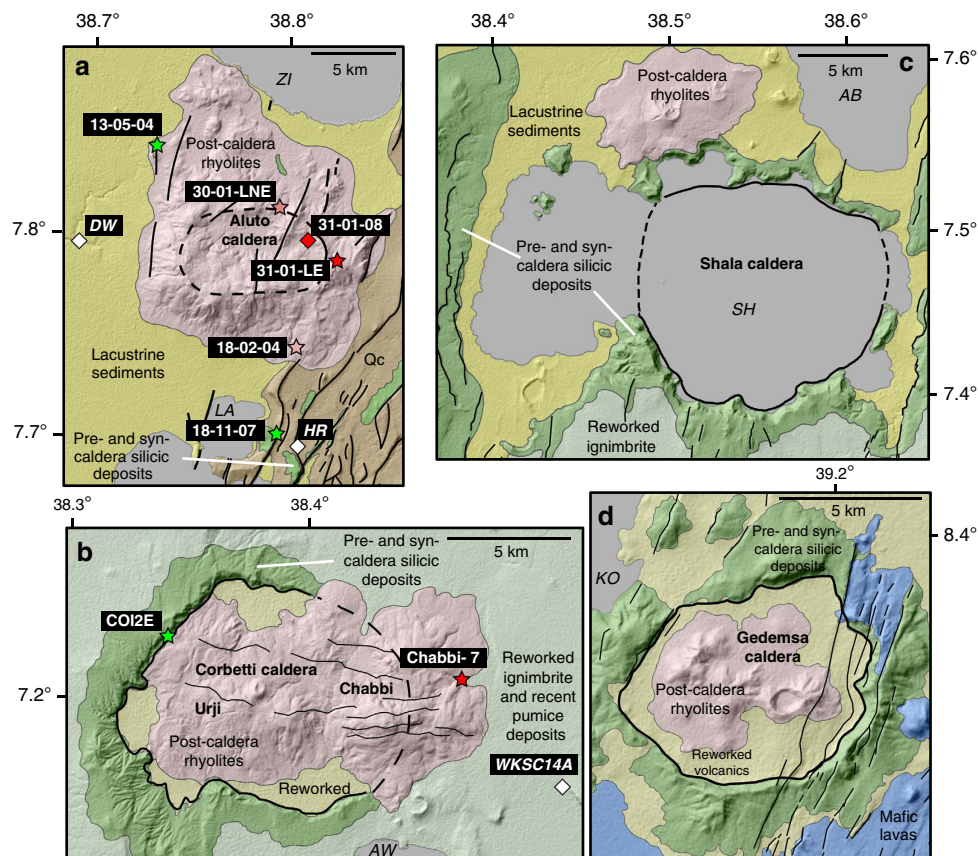 38.7°
38.8°
a
5 km
ZI
13-05-04
Post-caldera
rhyolites
30-01-LNE
Aluto
caldera
31-01-08
DW
7.8°
31-01-LE
18-02-04
Lacustrine
sediments
Qc
LA
18-11-07
HR
7.7°
Pre- and syn-
caldera silicic
deposits
38.4°
38.5°
38.6°
c
5 km
7.6°
Post-caldera
rhyolites
AB
Lacustrine
sediments
7.5°
Pre- and syn-
caldera silicic
deposits
Shala caldera
SH
7.4°
Reworked
ignimbrite
38.3°
38.4°
b
Pre- and syn-
caldera silicic
deposits
5 km
COI2E
Corbetti caldera
Chabbi- 7
Chabbi
Urji
Reworked
ignimbrite
and recent
pumice
deposits
7.2°
Post-caldera
rhyolites
WKSC14A
Reworked
AW
39.2°
d
5 km
Pre- and syn-
caldera silicic
deposits
8.4°
KO
Gedemsa
caldera
Post-caldera
rhyolites
Reworked
volcanics
Mafic
lavas